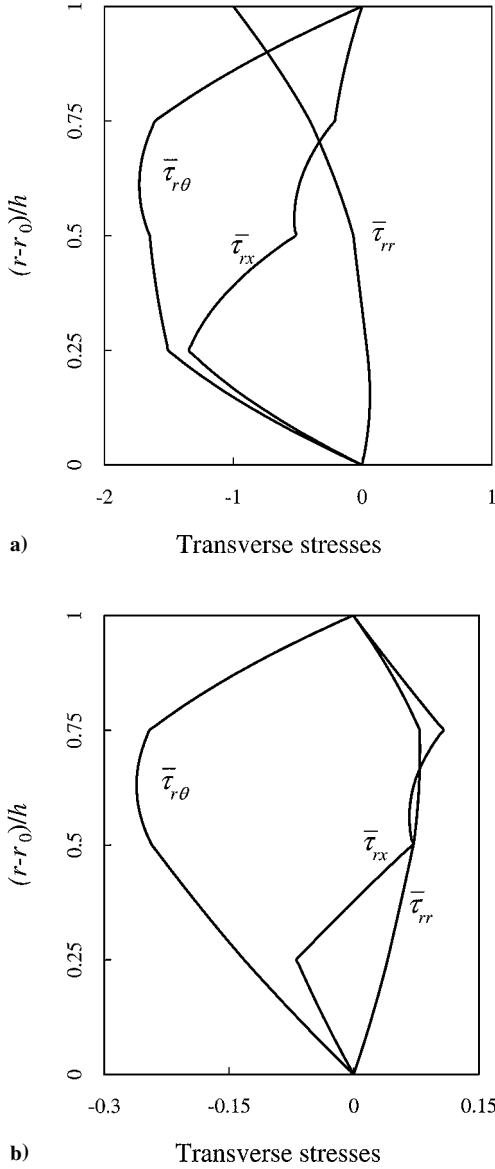 1
0.75
0.5
0.25
0
(r-r₀)/h
τ̅rθ
τ̅rx
τ̅rr
-2
-1
0
1
a)
Transverse stresses
1
0.75
0.5
0.25
0
(r-r₀)/h
τ̅rθ
τ̅rx
τ̅rr
-0.3
-0.15
0
0.15
b)
Transverse stresses